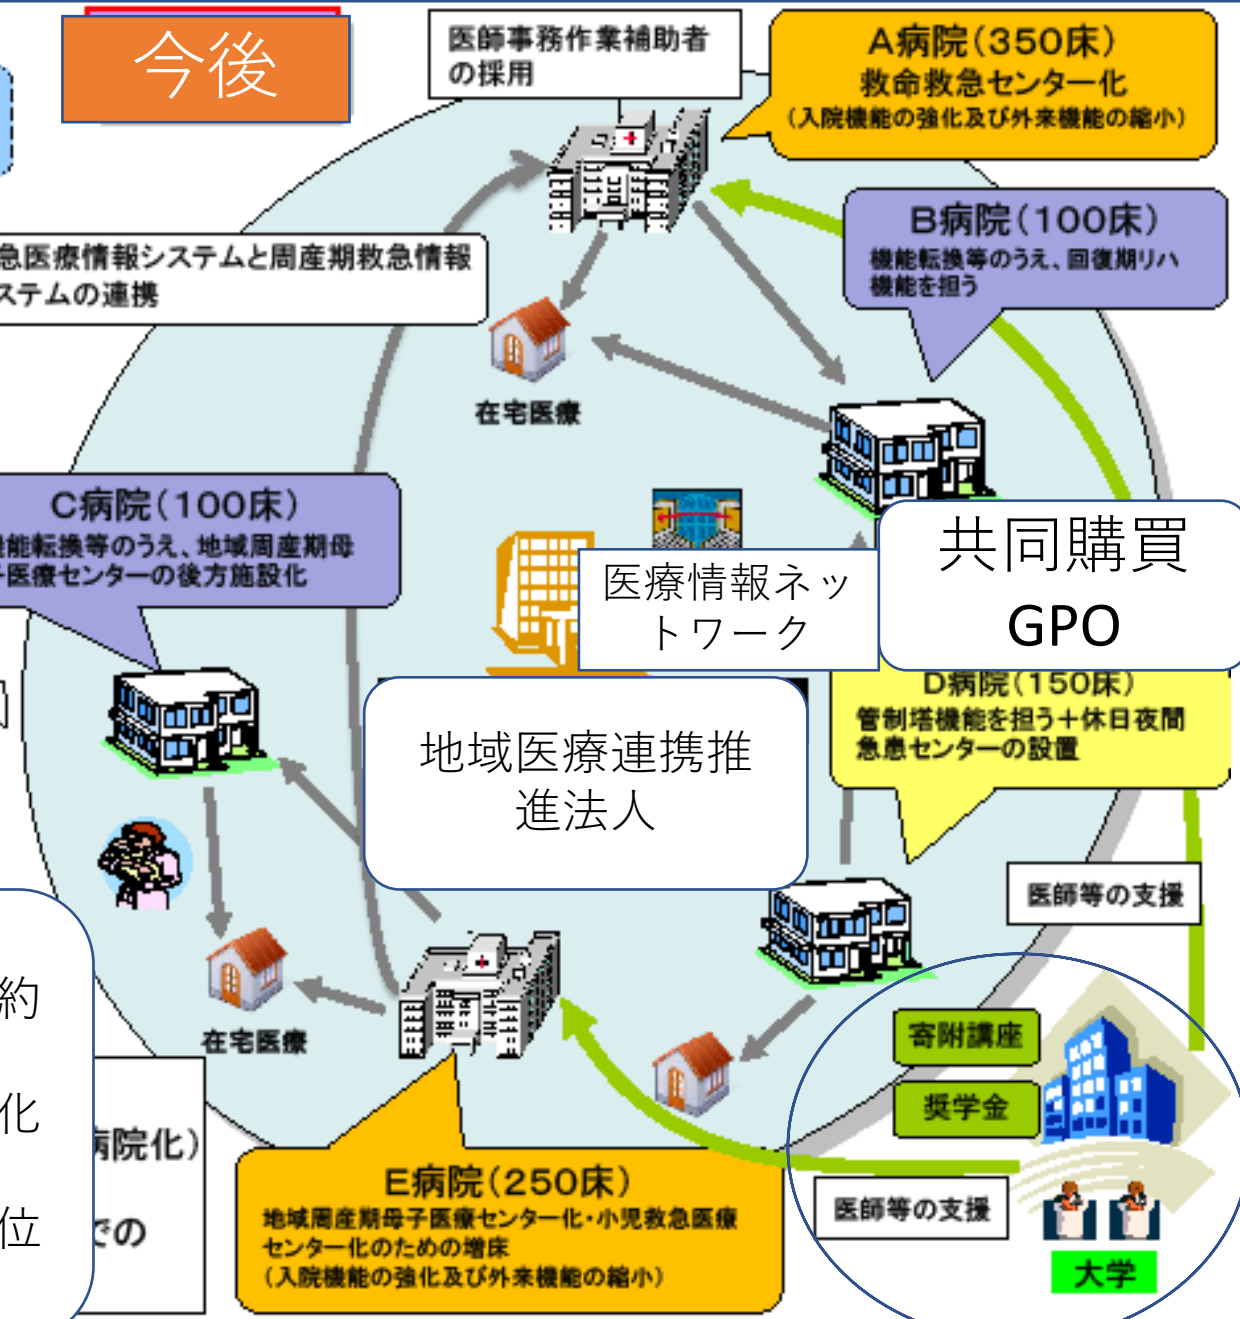 今後
医師事務作業補助者
の採用
A病院(350床)
救命救急センター化
(入院機能の強化及び外来機能の縮小)
B病院(100床)
機能転換等のうえ、回復期リハ
機能を担う
急医療情報システムと周産期救急情報
ステムの連携
在宅医療
C病院(100床)
能転換等のうえ、地域周産期母
医療センターの後方施設化
医療情報ネッ
トワーク
共同購買
GPO
D病院(150床)
管制塔機能を担う+休日夜間
急患センターの設置
地域医療連携推
進法人
医師等の支援
約
化
位
病院化)
での
在宅医療
寄附講座
奨学金
医師等の支援
大学
E病院(250床)
地域周産期母子医療センター化・小児救急医療
センター化のための増床
(入院機能の強化及び外来機能の縮小)